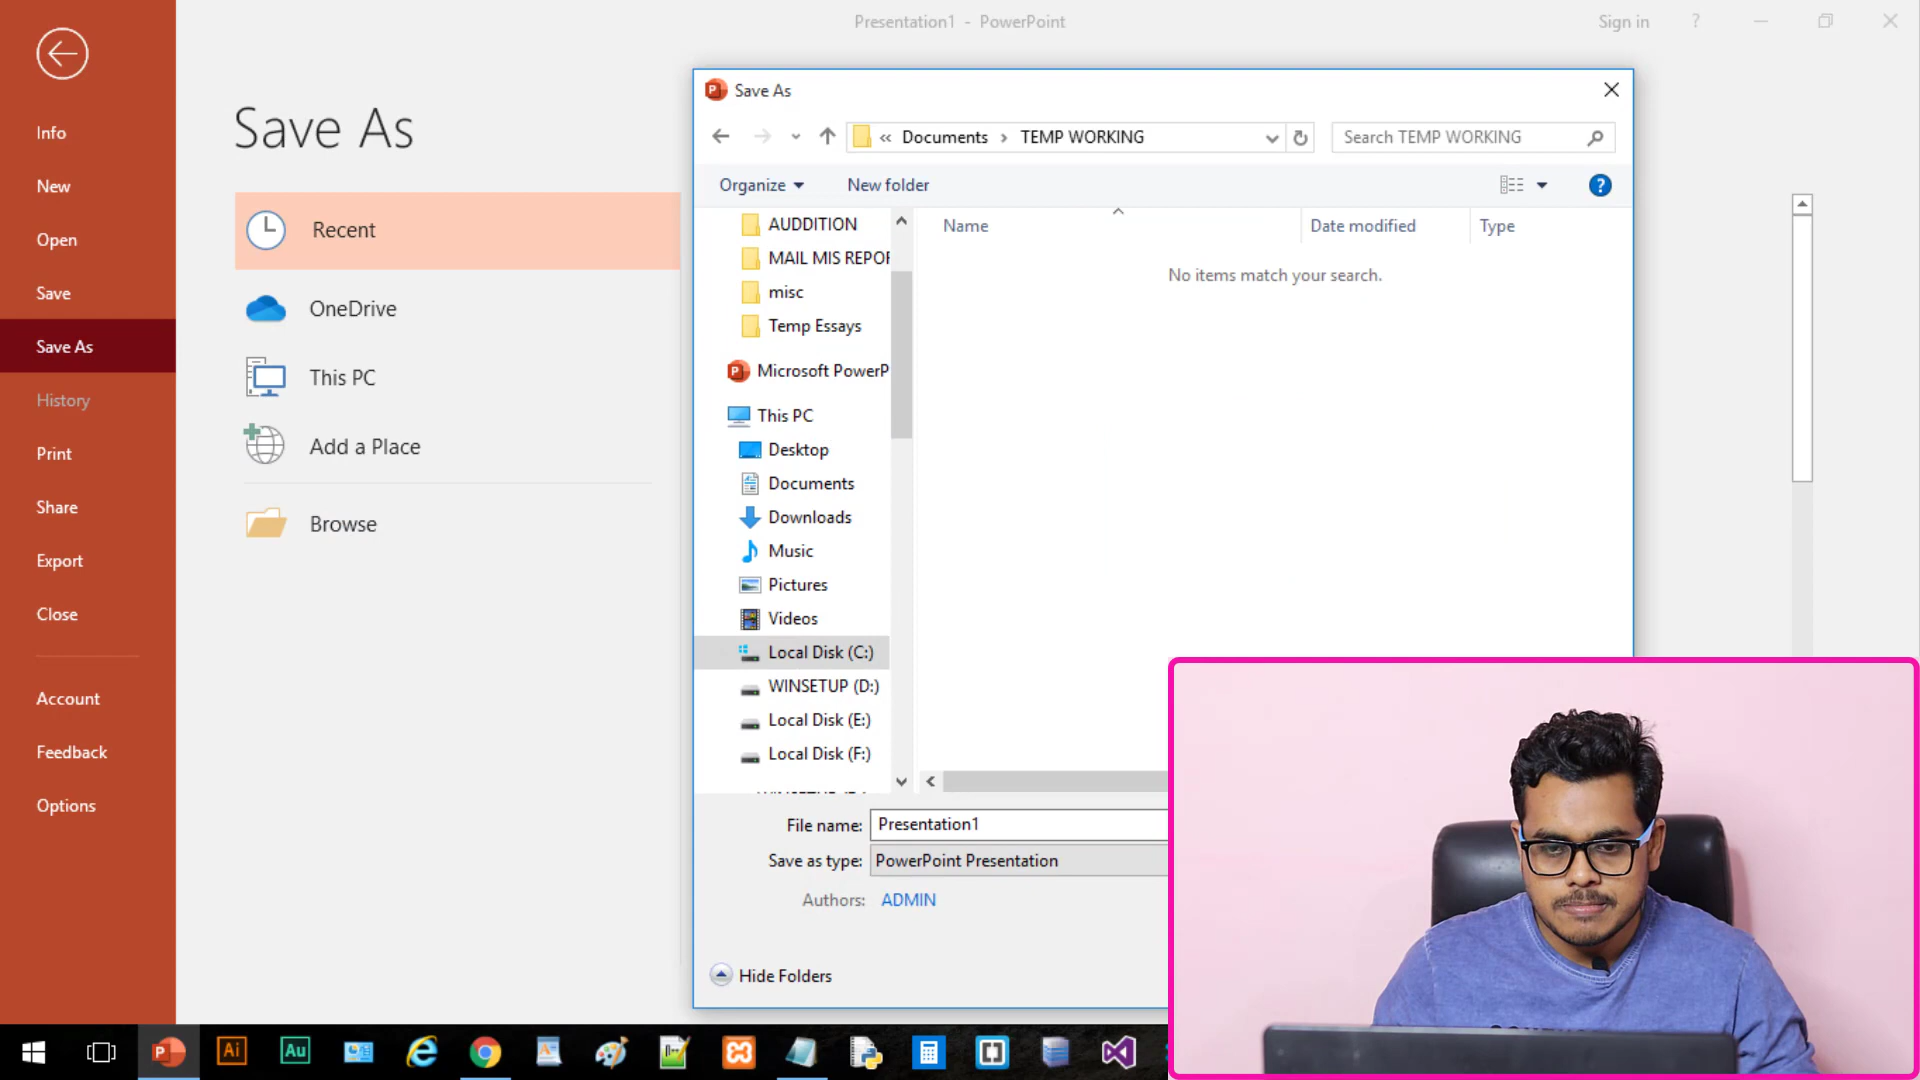 Presentation1 - PowerPoint
Sign in
?
Info
New
Open
Save
Save As
History
Print
Share
Export
Close
Account
Feedback
Options
Save As
Recent
OneDrive
This PC
Add a Place
Browse
Save As
« Documents › TEMP WORKING
Search TEMP WORKING
Organize
New folder
?
AUDDITION
MAIL MIS REPOR
misc
Temp Essays
Microsoft PowerP
This PC
Desktop
Documents
Downloads
Music
Pictures
Videos
Local Disk (C:)
WINSETUP (D:)
Local Disk (E:)
Local Disk (F:)
Name
Date modified
Type
No items match your search.
File name: Presentation1
Save as type: PowerPoint Presentation
Authors: ADMIN
Hide Folders
Ai
Au